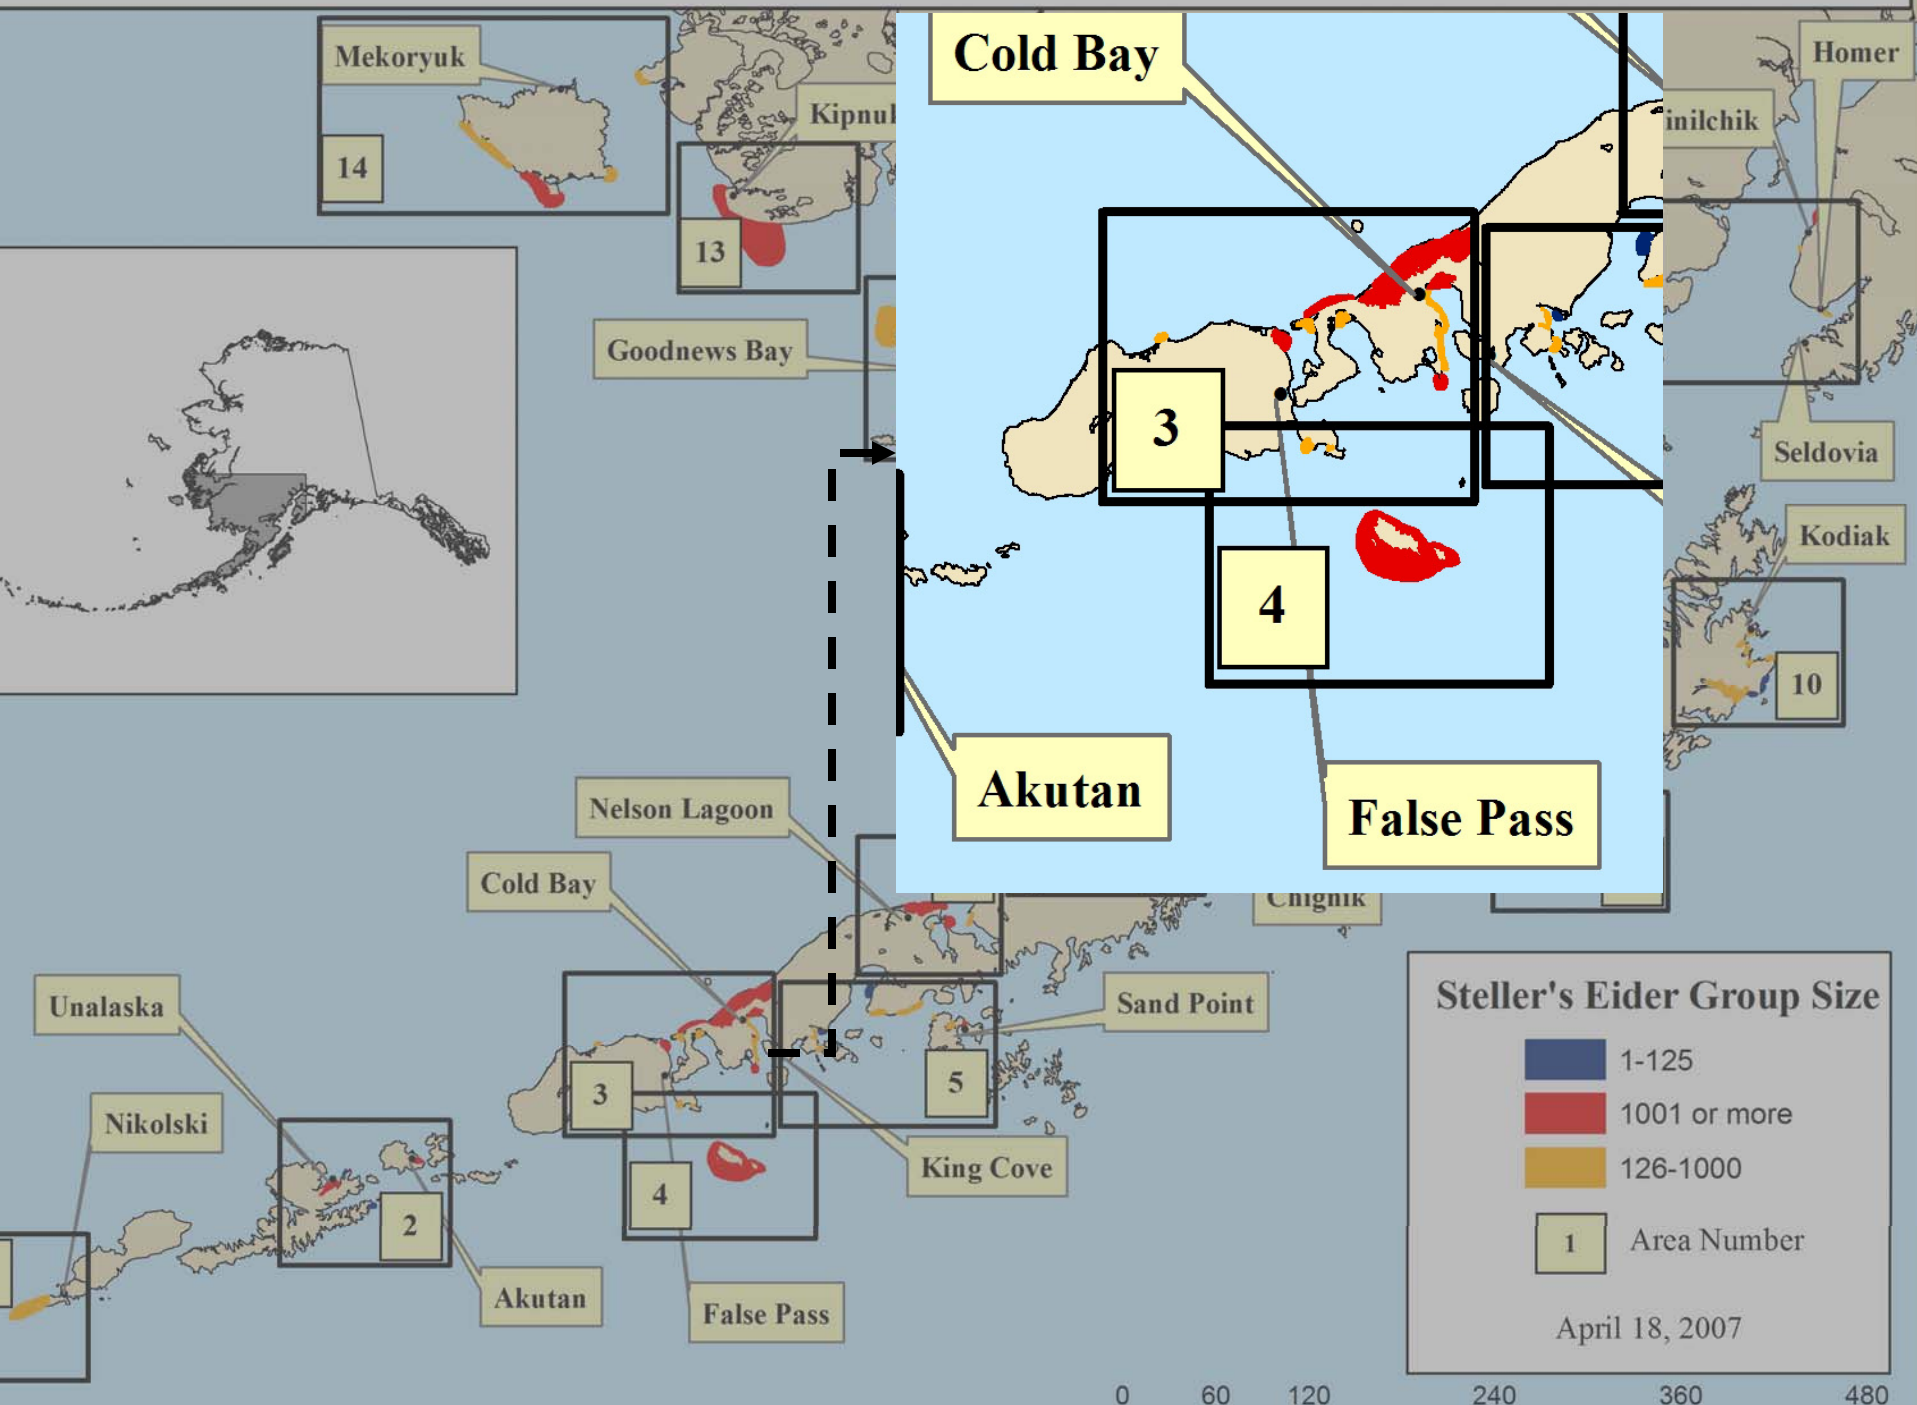 Mekoryuk
14
13
Goodnews Bay
Cold Bay
3
4
Akutan
False Pass
Homer
Seldovia
Kodiak
10
Nelson Lagoon
Cold Bay
Unalaska
Nikolski
2
Akutan
3
4
False Pass
King Cove
5
Sand Point
Chignik
Steller's Eider Group Size
1-125
1001 or more
126-1000
1 Area Number
April 18, 2007
0 60 120 240 360 480